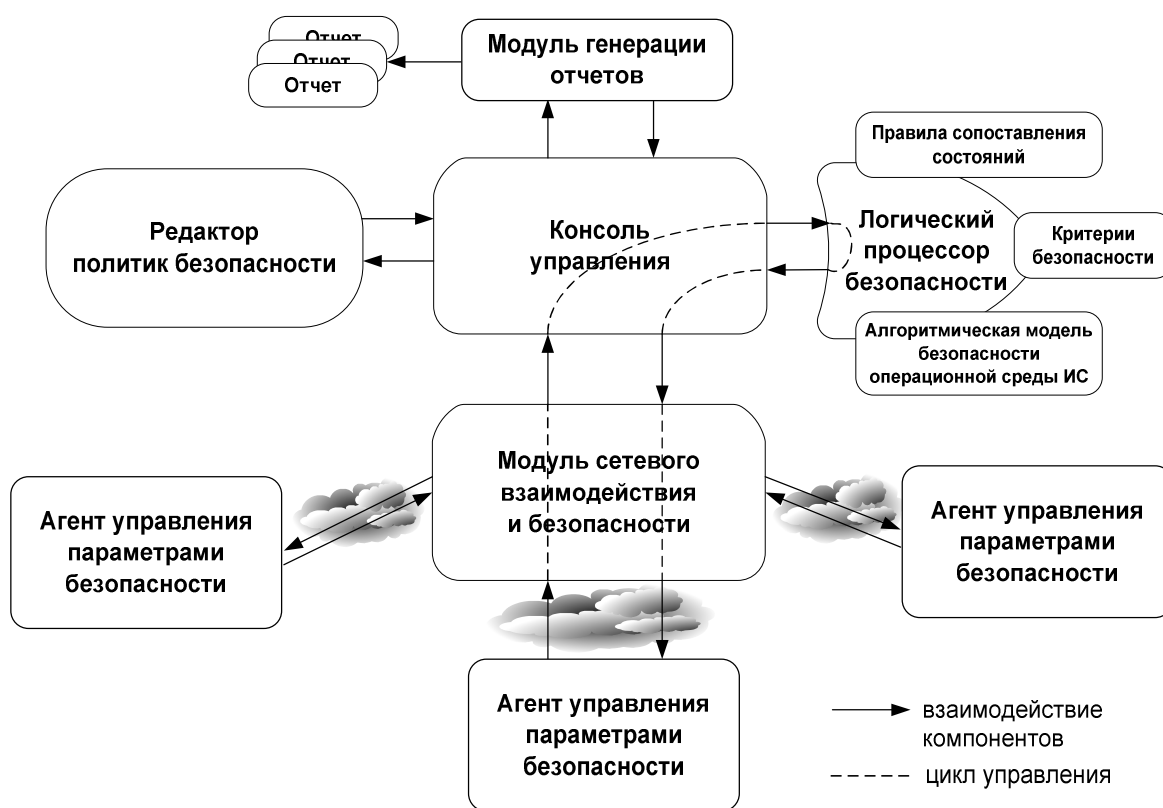 Отчет
Отчет
Отчет
Модуль генерации
отчетов
Правила сопоставления
состояний
Редактор
политик безопасности
Консоль
управления
Логический
процессор
безопасности
Критерии
безопасности
Алгоритмическая модель
безопасности
операционной среды ИС
Модуль сетевого
взаимодействия
и безопасности
Агент управления
параметрами
безопасности
Агент управления
параметрами
безопасности
Агент управления
параметрами
безопасности
взаимодействие
компонентов
цикл управления